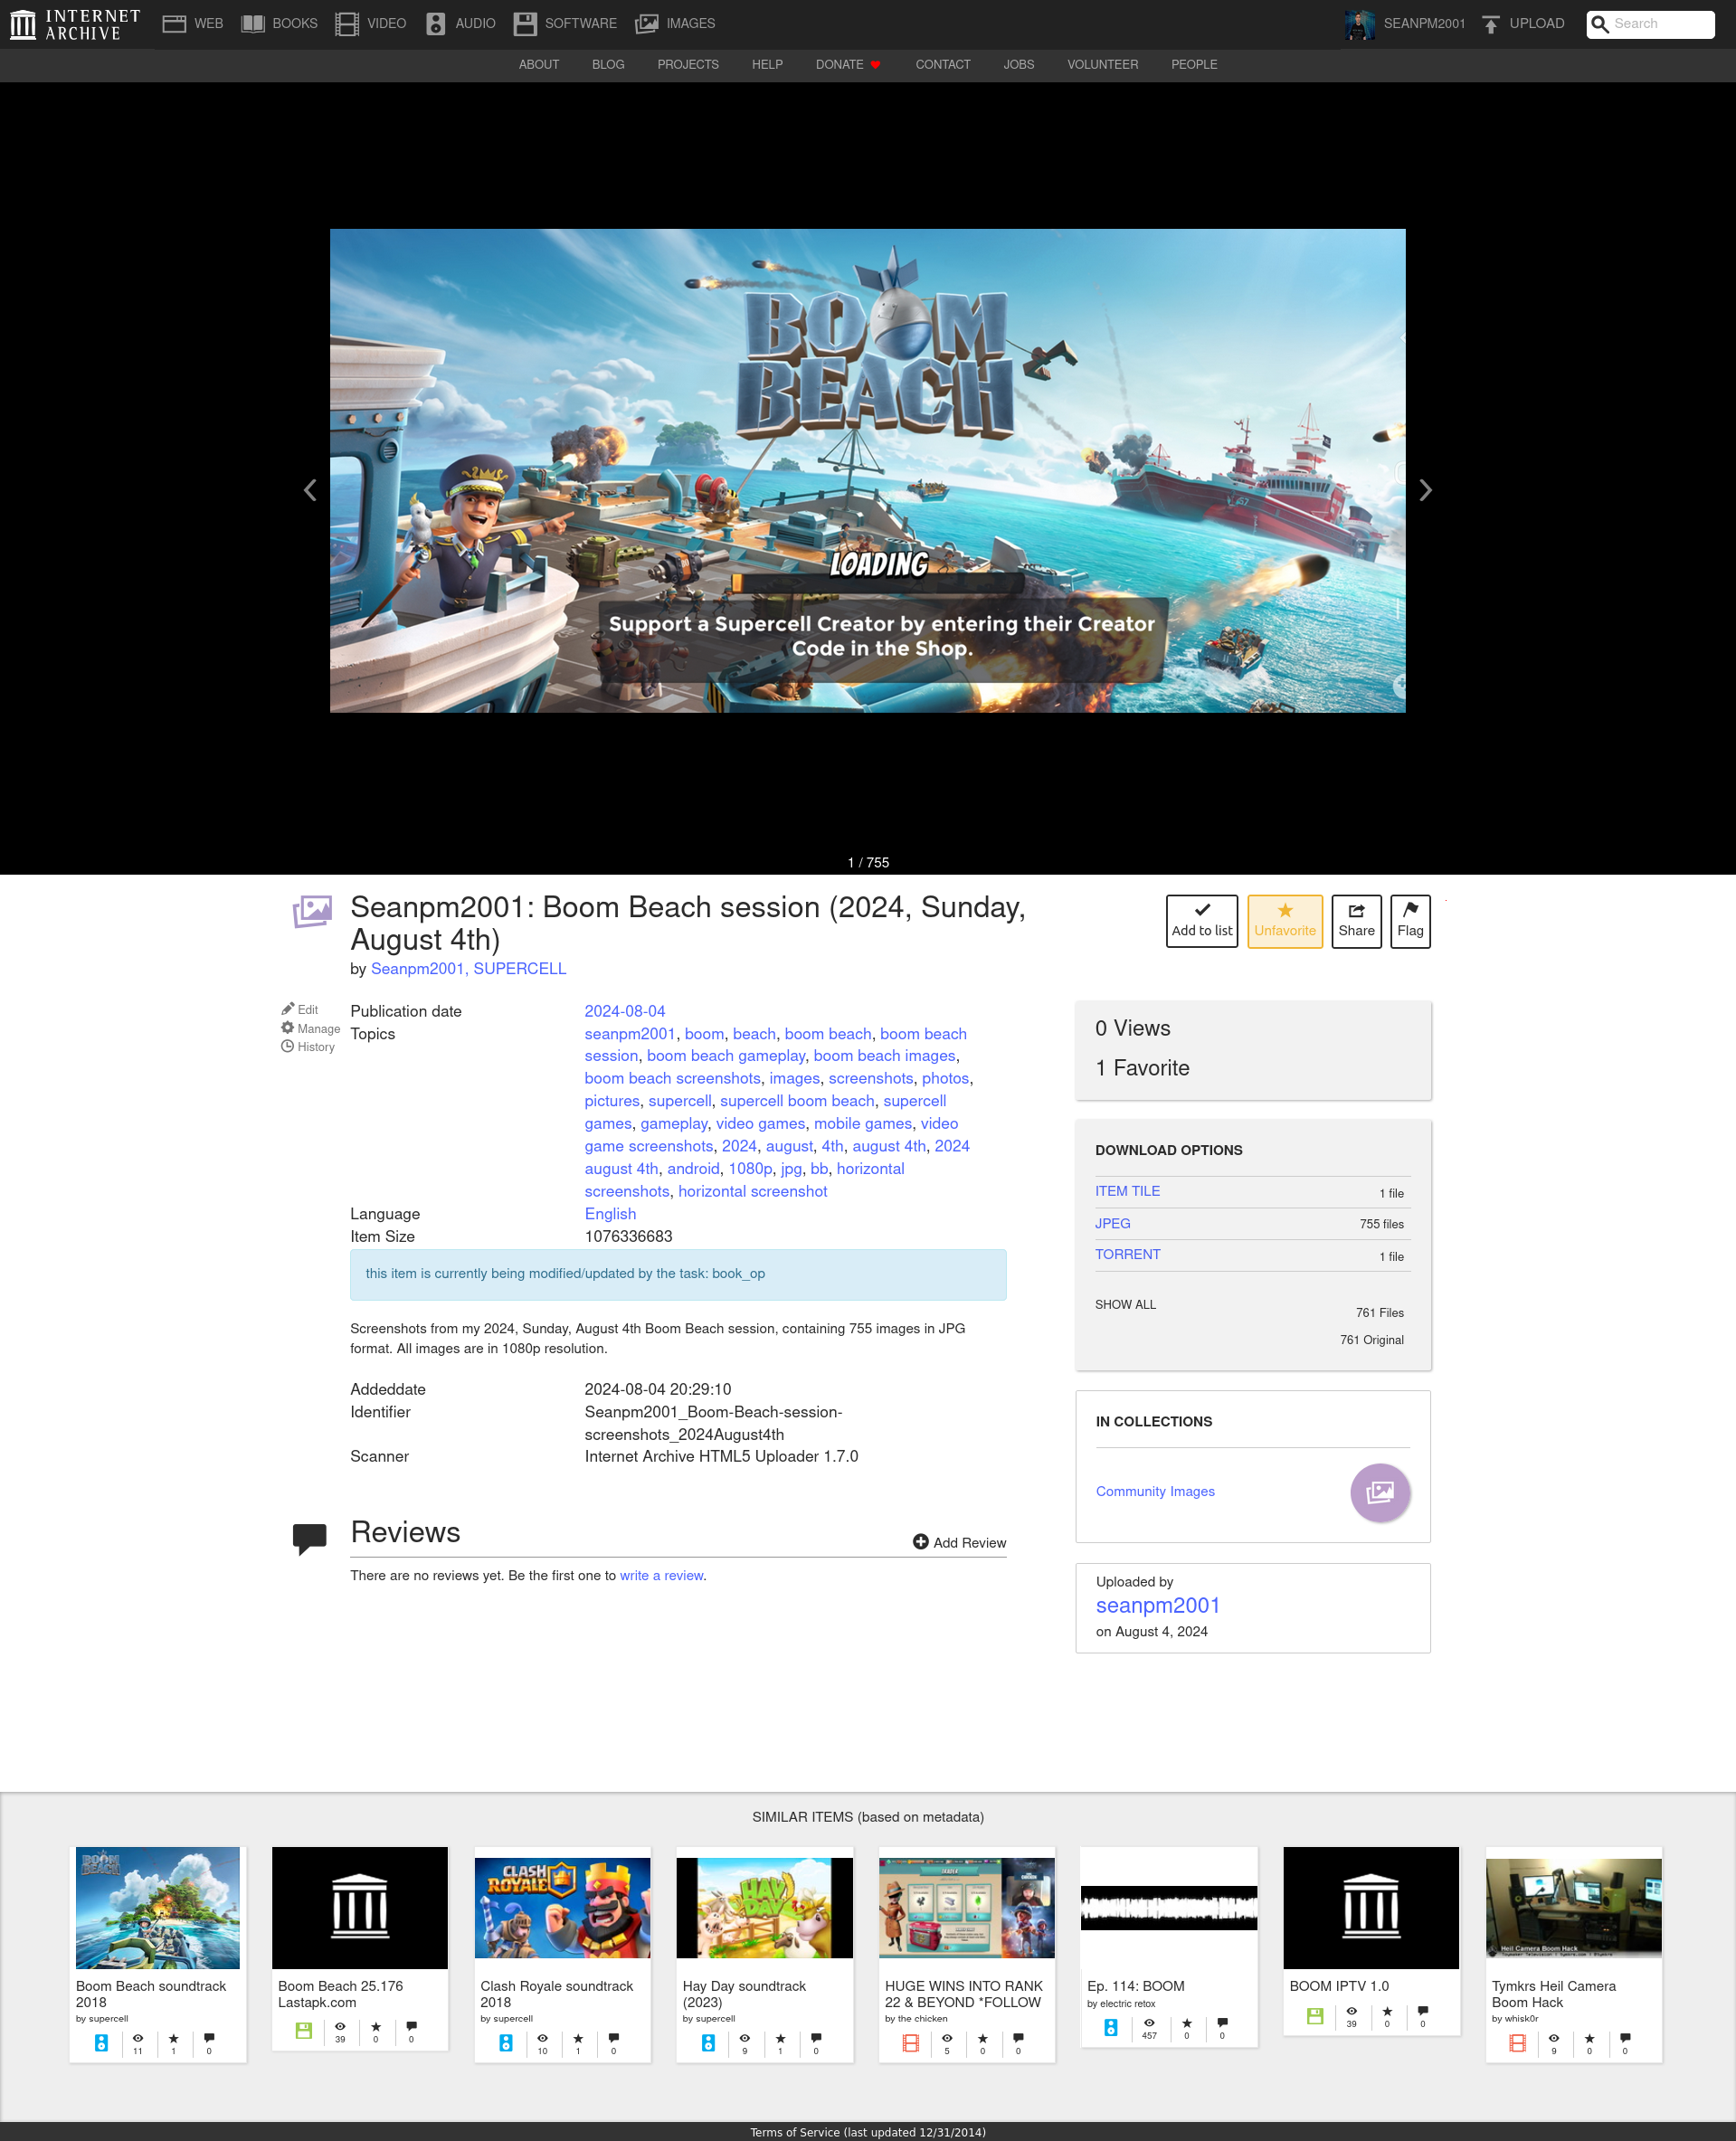 INTERNET
ARCHIVE
WEB
BOOKS
VIDEO
AUDIO
SOFTWARE
IMAGES
SEANPM2001
UPLOAD
Search
ABOUT
BLOG
PROJECTS
HELP
DONATE
CONTACT
JOBS
VOLUNTEER
PEOPLE
BOOM
BEACH
LOADING
Support a Supercell Creator by entering their Creator
Code in the Shop.
1 / 755
Seanpm2001: Boom Beach session (2024, Sunday,
August 4th)
by Seanpm2001, SUPERCELL
Add to list
Unfavorite
Share
Flag
Edit
Manage
History
Publication date 2024-08-04
Topics seanpm2001, boom, beach, boom beach, boom beach
session, boom beach gameplay, boom beach images,
boom beach screenshots, images, screenshots, photos,
pictures, supercell, supercell boom beach, supercell
games, gameplay, video games, mobile games, video
game screenshots, 2024, august, 4th, august 4th, 2024
august 4th, android, 1080p, jpg, bb, horizontal
screenshots, horizontal screenshot
Language English
Item Size 1076336683
this item is currently being modified/updated by the task: book_op
Screenshots from my 2024, Sunday, August 4th Boom Beach session, containing 755 images in JPG
format. All images are in 1080p resolution.
Addeddate 2024-08-04 20:29:10
Identifier Seanpm2001_Boom-Beach-session-
screenshots_2024August4th
Scanner Internet Archive HTML5 Uploader 1.7.0
Reviews
Add Review
There are no reviews yet. Be the first one to write a review.
0 Views
1 Favorite
DOWNLOAD OPTIONS
ITEM TILE 1 file
JPEG 755 files
TORRENT 1 file
SHOW ALL 761 Files
761 Original
IN COLLECTIONS
Community Images
Uploaded by
seanpm2001
on August 4, 2024
SIMILAR ITEMS (based on metadata)
BOOM
BEACH
Boom Beach soundtrack
2018
by supercell
11 1 0
Boom Beach 25.176
Lastapk.com
39 0 0
CLASH
ROYALE
Clash Royale soundtrack
2018
by supercell
10 1 0
HAY
DAY
Hay Day soundtrack
(2023)
by supercell
9 1 0
HUGE WINS INTO RANK
22 & BEYOND *FOLLOW
by the chicken
5 0 0
Ep. 114: BOOM
by electric retox
457 0 0
BOOM IPTV 1.0
39 0 0
Heil Camera Boom Hack
Tymkrs Heil Camera
Boom Hack
by whisk0r
9 0 0
Terms of Service (last updated 12/31/2014)